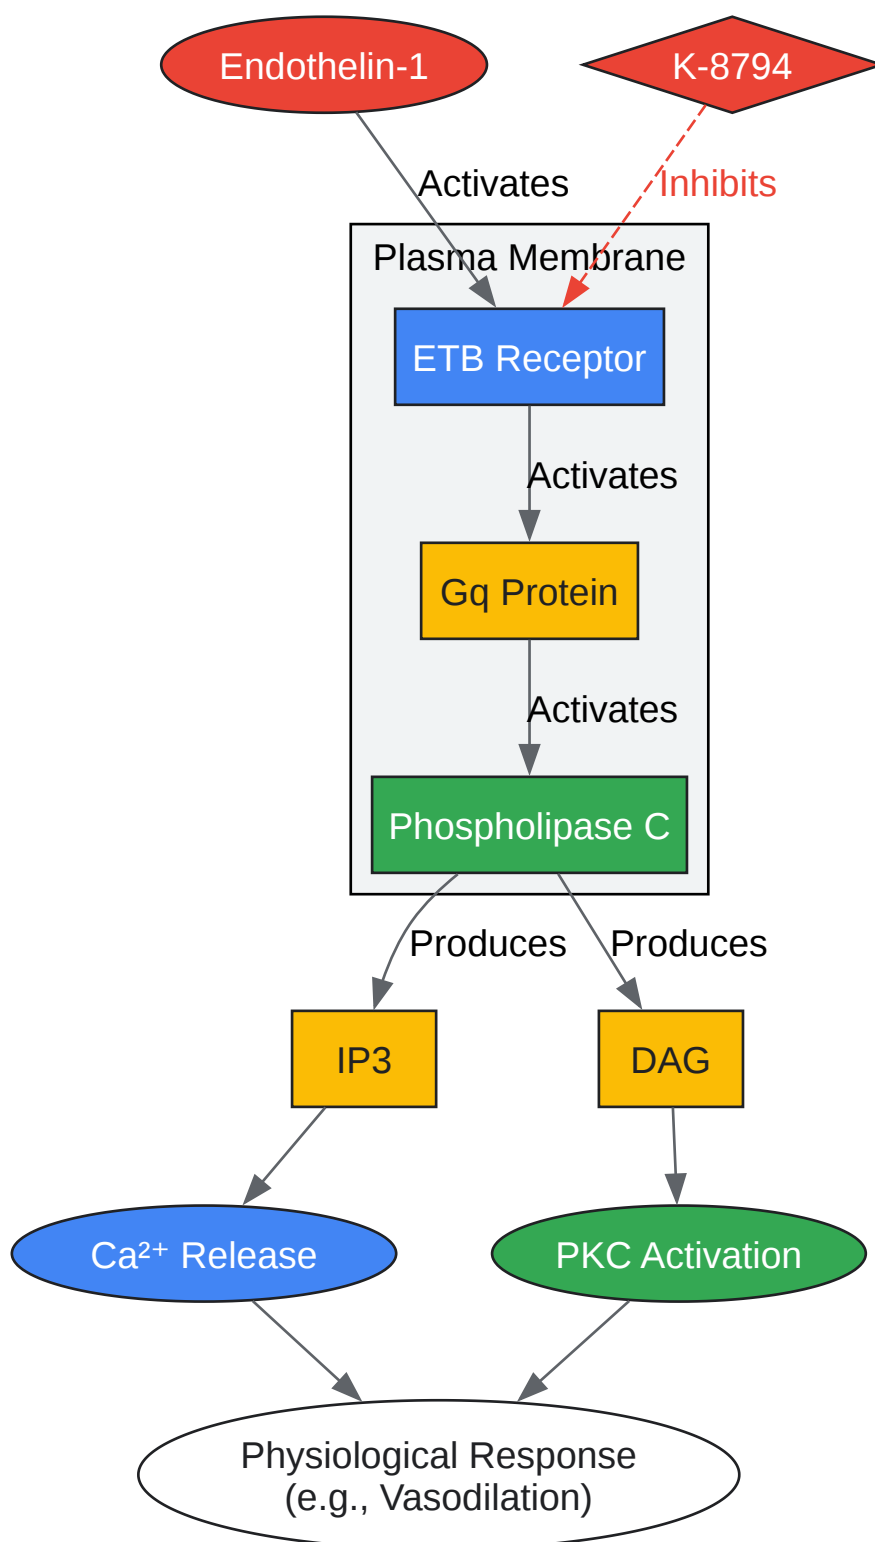 Endothelin-1
K-8794
Activates
Inhibits
Plasma Membrane
ETB Receptor
Activates
Gq Protein
Activates
Phospholipase C
Produces
Produces
IP3
DAG
Ca²⁺ Release
PKC Activation
Physiological Response
(e.g., Vasodilation)